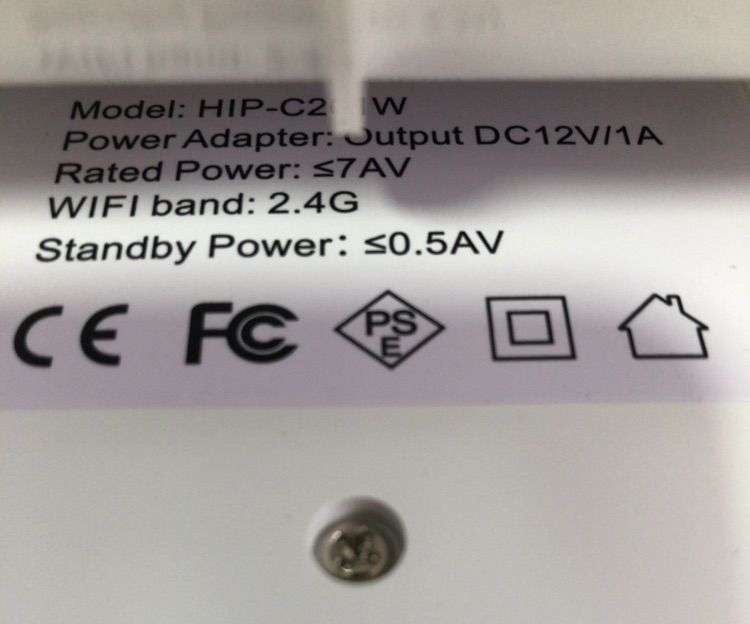 Power Adapter: Output DC12V/1A
Rated Power: ≤7AV
WIFI band: 2.4G
Standby Power: ≤0.5AV
CE FC PSE